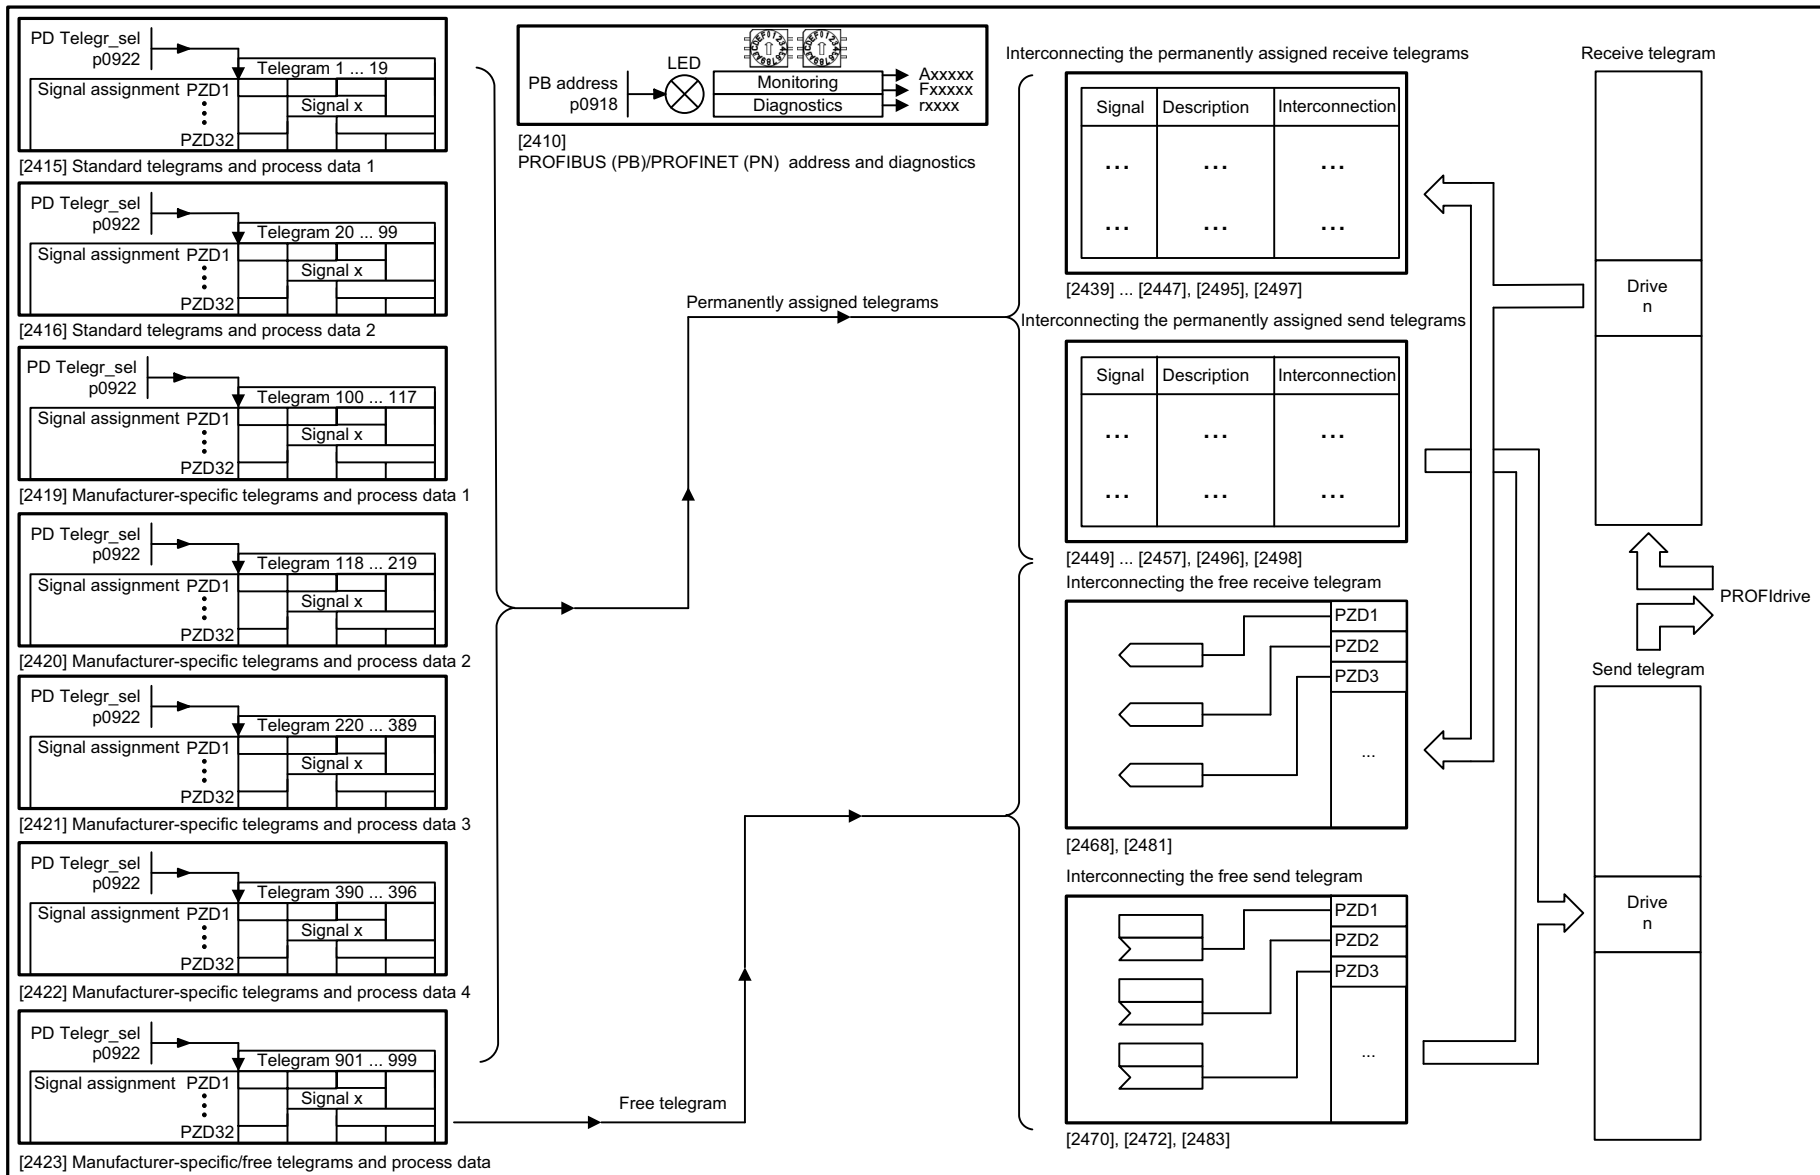 PD Telegr_sel
p0922
Telegram 1 ... 19
Signal assignment PZD1
Signal x
PZD32
[2415] Standard telegrams and process data 1
PD Telegr_sel
p0922
Telegram 20 ... 99
Signal assignment PZD1
Signal x
PZD32
[2416] Standard telegrams and process data 2
PD Telegr_sel
p0922
Telegram 100 ... 117
Signal assignment PZD1
Signal x
PZD32
[2419] Manufacturer-specific telegrams and process data 1
PD Telegr_sel
p0922
Telegram 118 ... 219
Signal assignment PZD1
Signal x
PZD32
[2420] Manufacturer-specific telegrams and process data 2
PD Telegr_sel
p0922
Telegram 220 ... 389
Signal assignment PZD1
Signal x
PZD32
[2421] Manufacturer-specific telegrams and process data 3
PD Telegr_sel
p0922
Telegram 390 ... 396
Signal assignment PZD1
Signal x
PZD32
[2422] Manufacturer-specific telegrams and process data 4
PD Telegr_sel
p0922
Telegram 901 ... 999
Signal assignment PZD1
Signal x
PZD32
[2423] Manufacturer-specific/free telegrams and process data
LED
PB address
p0918
Monitoring
Diagnostics
Axxxxx
Fxxxxx
rxxxx
[2410]
PROFIBUS (PB)/PROFINET (PN) address and diagnostics
Permanently assigned telegrams
Free telegram
Interconnecting the permanently assigned receive telegrams
Signal Description Interconnection
... ... ...
... ... ...
[2439] ... [2447], [2495], [2497]
Interconnecting the permanently assigned send telegrams
Signal Description Interconnection
... ... ...
... ... ...
[2449] ... [2457], [2496], [2498]
Interconnecting the free receive telegram
PZD1
PZD2
PZD3
...
[2468], [2481]
Interconnecting the free send telegram
PZD1
PZD2
PZD3
...
[2470], [2472], [2483]
Receive telegram
Drive
n
PROFIdrive
Send telegram
Drive
n